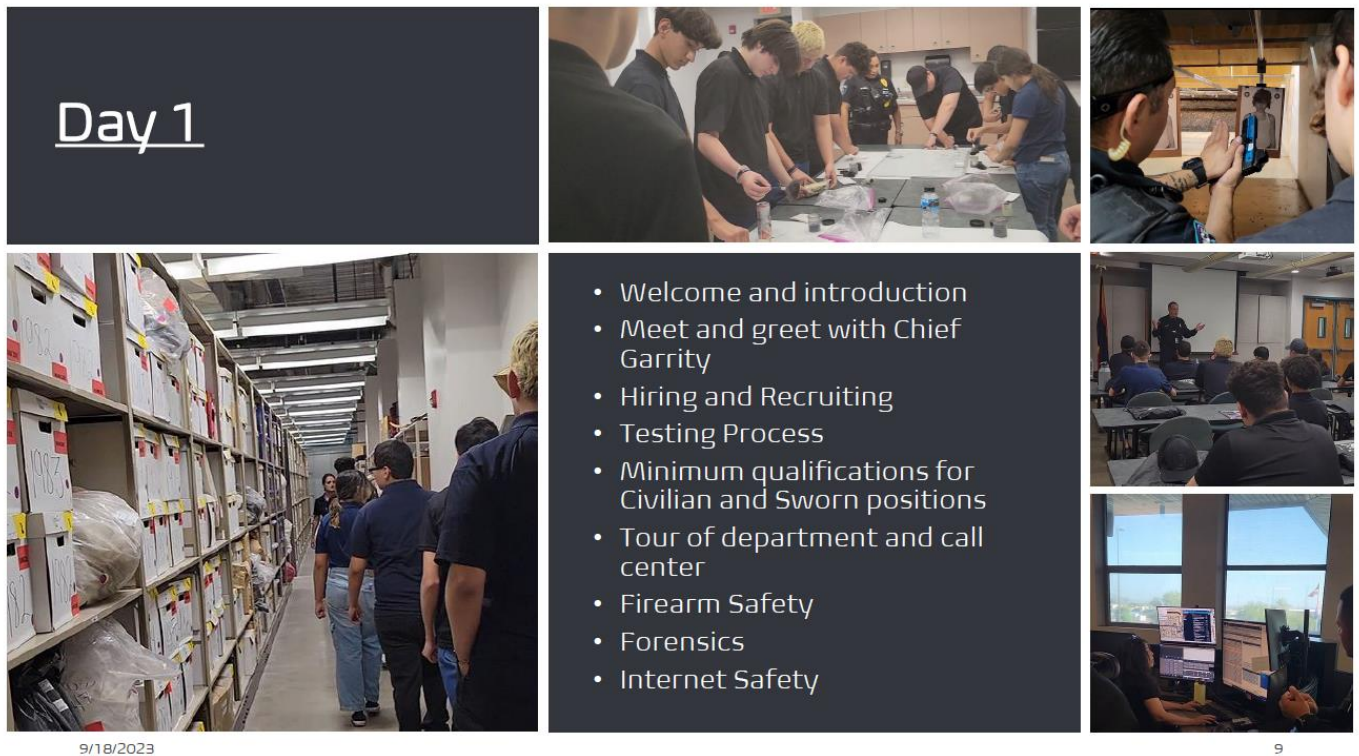 Day 1
• Welcome and introduction
• Meet and greet with Chief
Garrity
• Hiring and Recruiting
• Testing Process
• Minimum qualifications for
Civilian and Sworn positions
• Tour of department and call
center
• Firearm Safety
• Forensics
• Internet Safety
1982
1983
9/18/2023
9